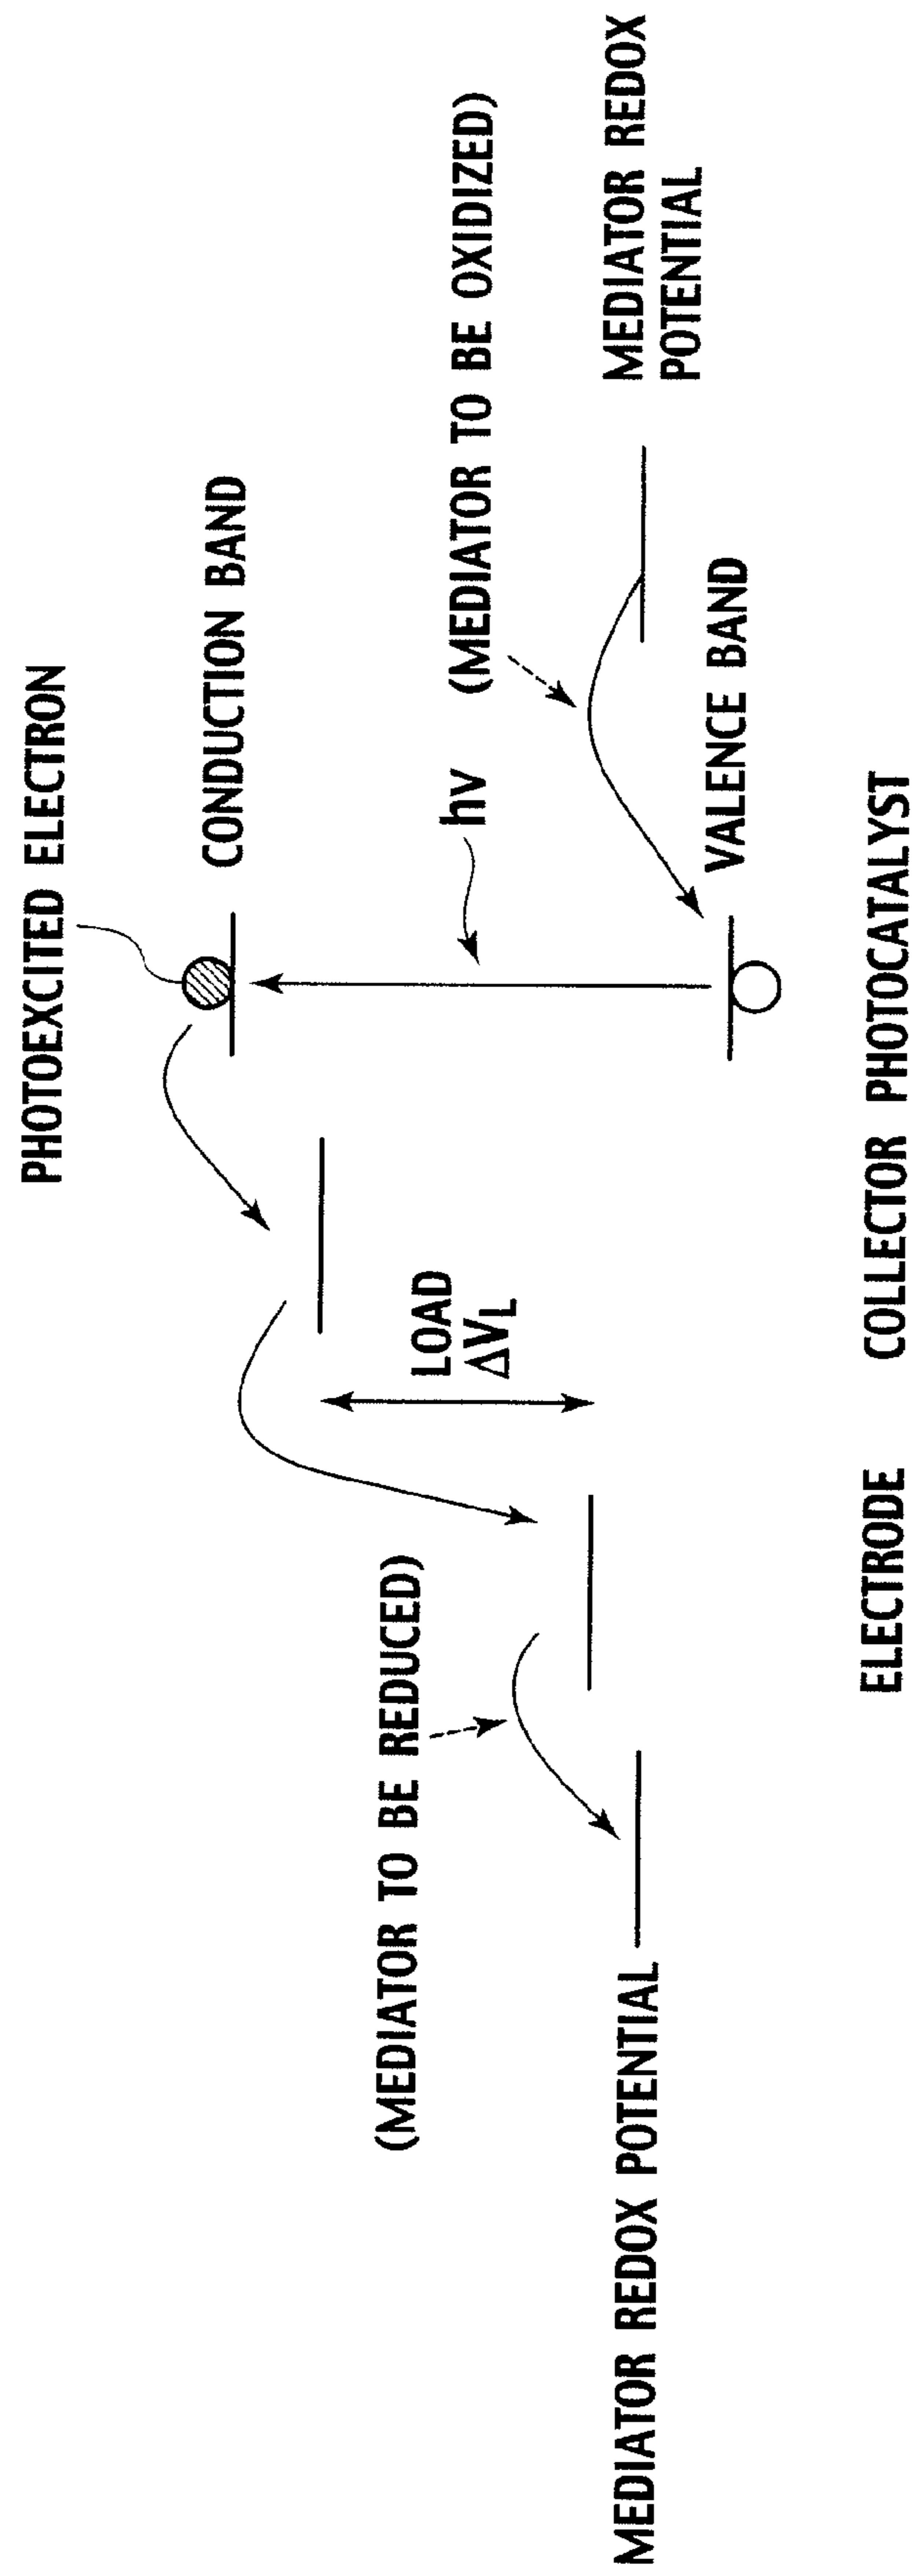 PHOTOEXCITED ELECTRON
CONDUCTION BAND
hν
(MEDIATOR TO BE OXIDIZED)
MEDIATOR REDOX
POTENTIAL
VALENCE BAND
LOAD
ΔVL
(MEDIATOR TO BE REDUCED)
MEDIATOR REDOX POTENTIAL
ELECTRODE COLLECTOR PHOTOCATALYST